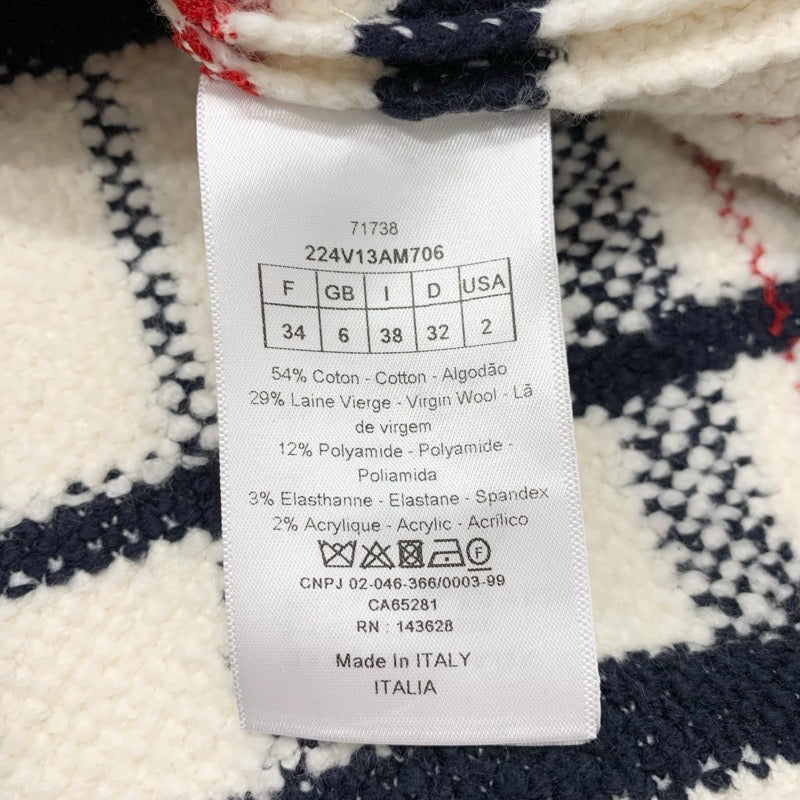 71738
224V13AM706
F GB I D USA
34 6 38 32 2
54% Coton - Cotton - Algodão
29% Laine Vierge - Virgin Wool - Lã
de virgem
12% Polyamide - Polyamide -
Poliamida
3% Elasthanne - Elastane - Spandex
2% Acrylique - Acrylic - Acrílico
F
CNPJ 02-046-366/0003-99
CA65281
RN : 143628
Made In ITALY
ITALIA